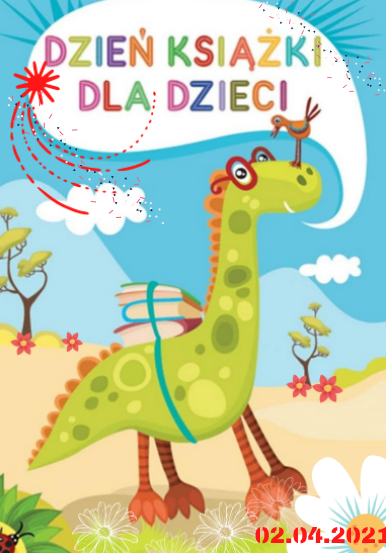 DZIEŃ KSIĄŻKI
DLA DZIECI
02.04.2021